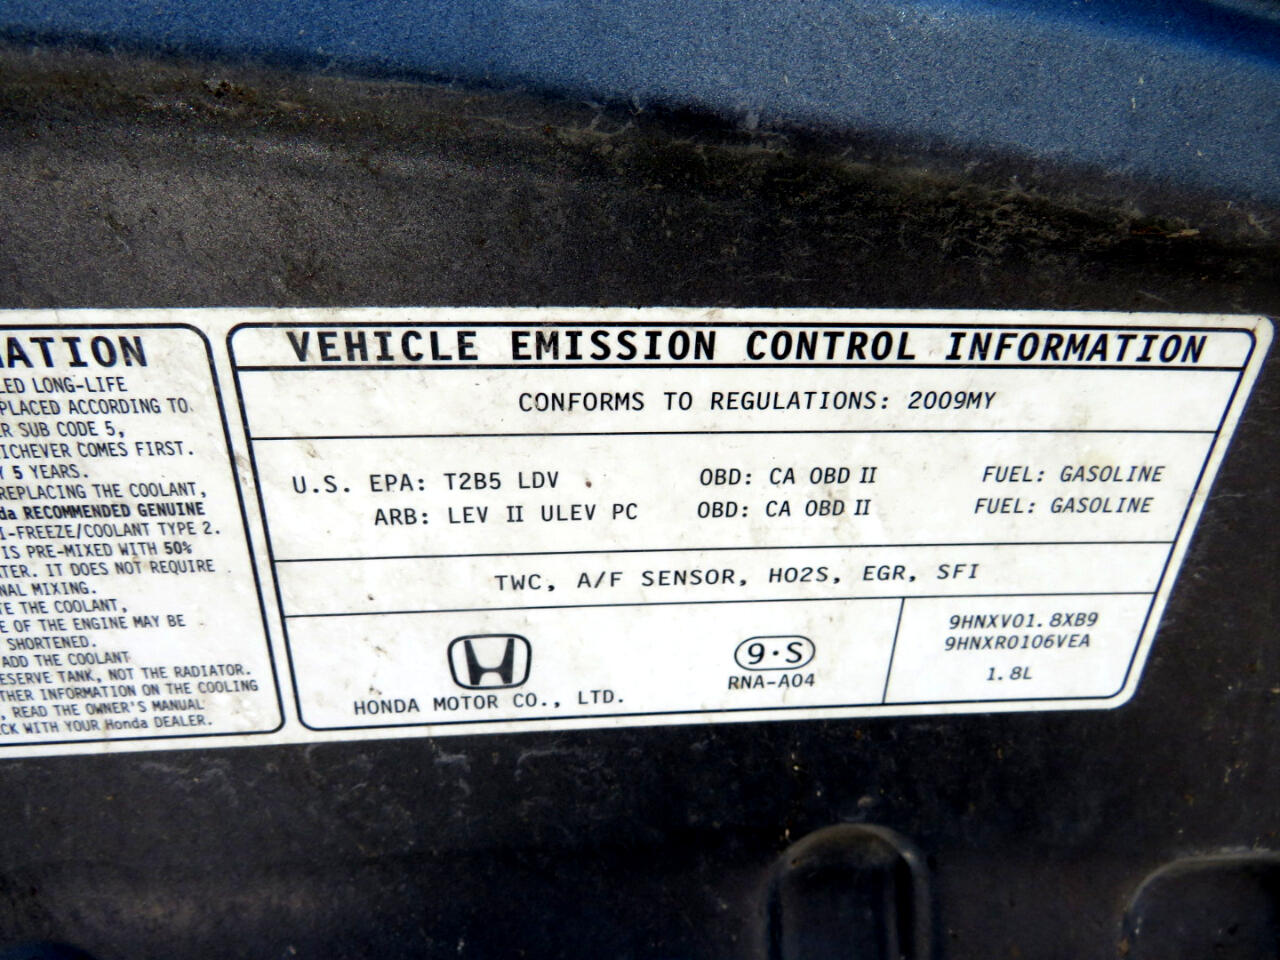 MATION
LED LONG-LIFE
PLACED ACCORDING TO
R SUB CODE 5,
ICHEVER COMES FIRST.
Y 5 YEARS.
REPLACING THE COOLANT,
da RECOMMENDED GENUINE
I-FREEZE/COOLANT TYPE 2.
IS PRE-MIXED WITH 50%
TER. IT DOES NOT REQUIRE
NAL MIXING.
TE THE COOLANT,
E OF THE ENGINE MAY BE
SHORTENED.
ADD THE COOLANT
ESERVE TANK, NOT THE RADIATOR.
THER INFORMATION ON THE COOLING
, READ THE OWNER'S MANUAL
CK WITH YOUR Honda DEALER.
VEHICLE EMISSION CONTROL INFORMATION
CONFORMS TO REGULATIONS: 2009MY
U.S. EPA: T2B5 LDV OBD: CA OBD II FUEL: GASOLINE
ARB: LEV II ULEV PC OBD: CA OBD II FUEL: GASOLINE
TWC, A/F SENSOR, HO2S, EGR, SFI
HONDA MOTOR CO., LTD.
9·S
RNA-A04
9HNXV01.8XB9
9HNXR0106VEA
1.8L